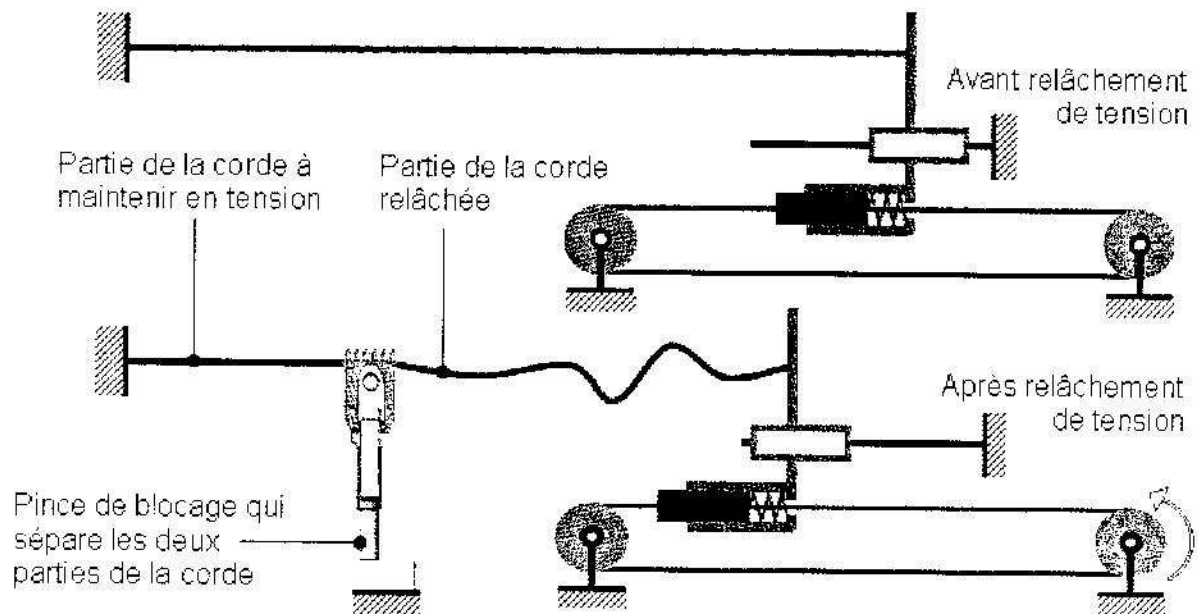 Avant relâchement
de tension
Partie de la corde à
maintenir en tension
Partie de la corde
relâchée
Après relâchement
de tension
Pince de blocage qui
sépare les deux
parties de la corde